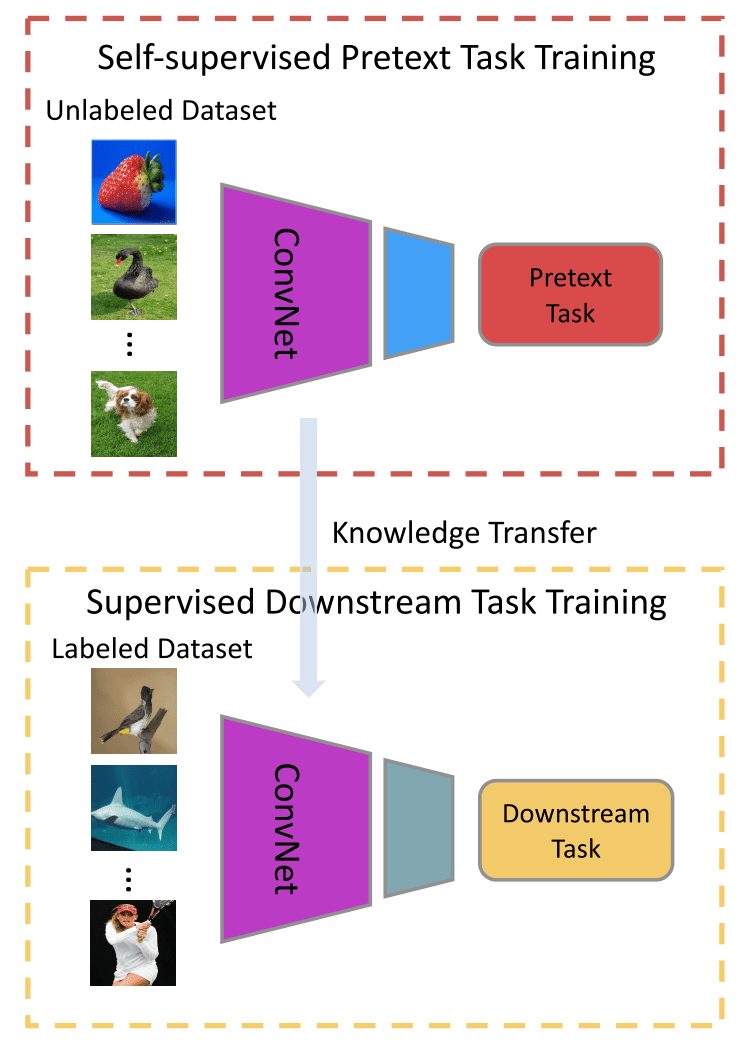 Self-supervised Pretext Task Training
Unlabeled Dataset
ConvNet
Pretext
Task
Knowledge Transfer
Supervised Downstream Task Training
Labeled Dataset
ConvNet
Downstream
Task